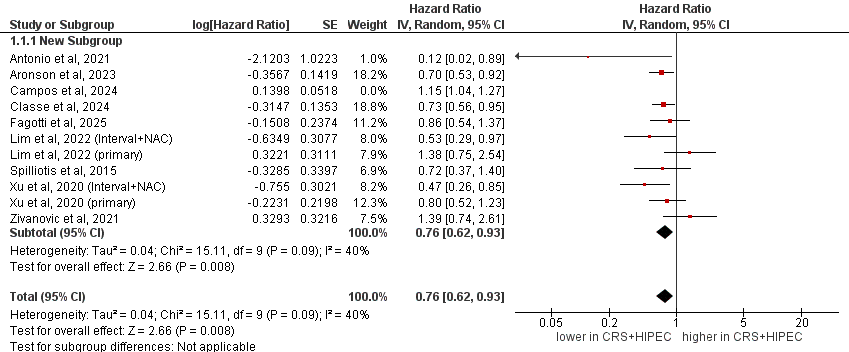 Hazard Ratio Hazard Ratio
Study or Subgroup log[Hazard Ratio] SE Weight IV, Random, 95% CI IV, Random, 95% CI
1.1.1 New Subgroup
Antonio et al, 2021 -2.1203 1.0223 1.0% 0.12 [0.02, 0.89]
Aronson et al, 2023 -0.3567 0.1419 18.2% 0.70 [0.53, 0.92]
Campos et al, 2024 0.1398 0.0518 0.0% 1.15 [1.04, 1.27]
Classe et al, 2024 -0.3147 0.1353 18.8% 0.73 [0.56, 0.95]
Fagotti et al, 2025 -0.1508 0.2374 11.2% 0.86 [0.54, 1.37]
Lim et al, 2022 (Interval+NAC) -0.6349 0.3077 8.0% 0.53 [0.29, 0.97]
Lim et al, 2022 (primary) 0.3221 0.3111 7.9% 1.38 [0.75, 2.54]
Spilliotis et al, 2015 -0.3285 0.3397 6.9% 0.72 [0.37, 1.40]
Xu et al, 2020 (Interval+NAC) -0.755 0.3021 8.2% 0.47 [0.26, 0.85]
Xu et al, 2020 (primary) -0.2231 0.2198 12.3% 0.80 [0.52, 1.23]
Zivanovic et al, 2021 0.3293 0.3216 7.5% 1.39 [0.74, 2.61]
Subtotal (95% CI) 100.0% 0.76 [0.62, 0.93]
Heterogeneity: Tau² = 0.04; Chi² = 15.11, df = 9 (P = 0.09); I² = 40%
Test for overall effect: Z = 2.66 (P = 0.008)
Total (95% CI) 100.0% 0.76 [0.62, 0.93]
Heterogeneity: Tau² = 0.04; Chi² = 15.11, df = 9 (P = 0.09); I² = 40%
Test for overall effect: Z = 2.66 (P = 0.008)
Test for subgroup differences: Not applicable
0.05 0.2 1 5 20
lower in CRS+HIPEC higher in CRS+HIPEC